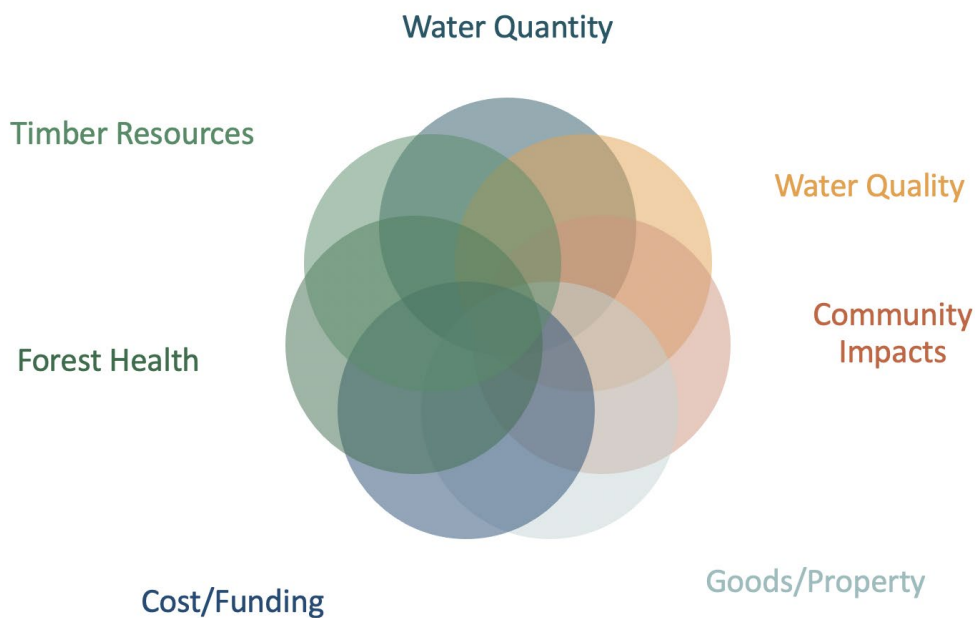 Water Quantity
Timber Resources
Water Quality
Community
Impacts
Forest Health
Goods/Property
Cost/Funding